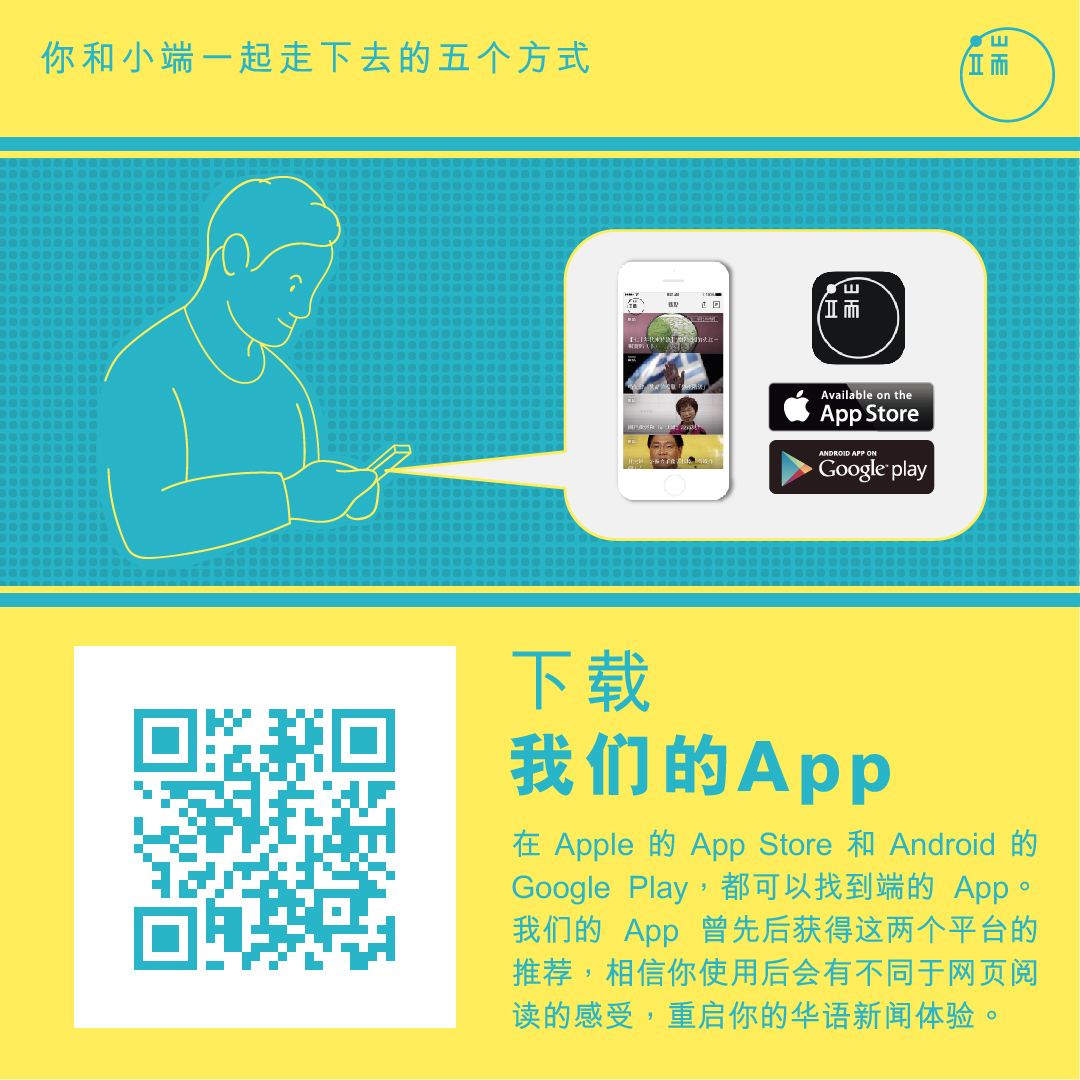 你和小端一起走下去的五个方式
端
端
Available on the
App Store
ANDROID APP ON
Google play
下载
我们的App
在 Apple 的 App Store 和 Android 的
Google Play，都可以找到端的 App。
我们的 App 曾先后获得这两个平台的
推荐，相信你使用后会有不同于网页阅
读的感受，重启你的华语新闻体验。